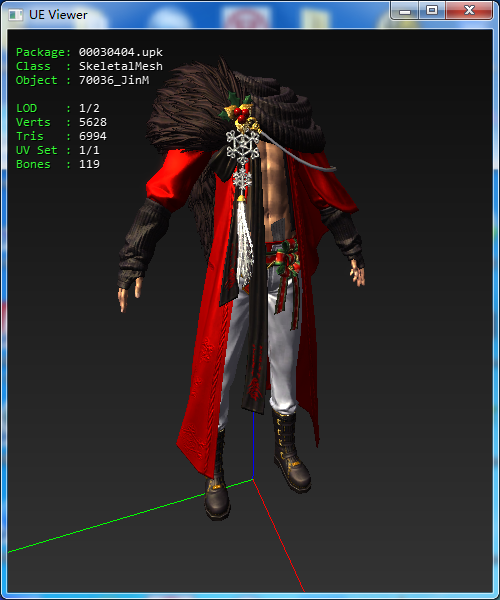 UE Viewer
Package: 00030404.upk
Class : SkeletalMesh
Object : 70036_JinM
LOD : 1/2
Verts : 5628
Tris : 6994
UV Set : 1/1
Bones : 119